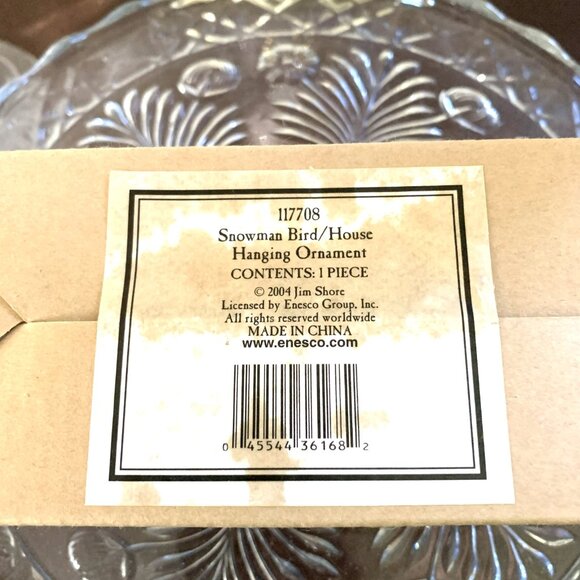 117708
Snowman Bird/House
Hanging Ornament
CONTENTS: 1 PIECE
© 2004 Jim Shore
Licensed by Enesco Group, Inc.
All rights reserved worldwide
MADE IN CHINA
www.enesco.com
0 45544 36168 2